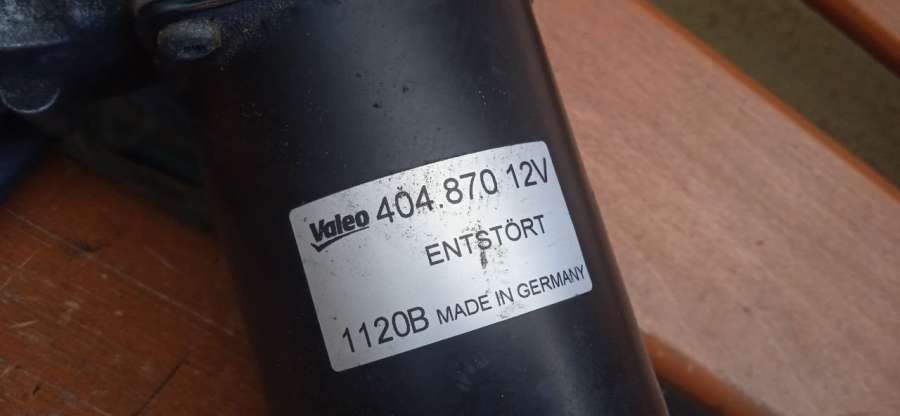 Valeo 404.870 12V
ENTSTÖRT
1120B MADE IN GERMANY